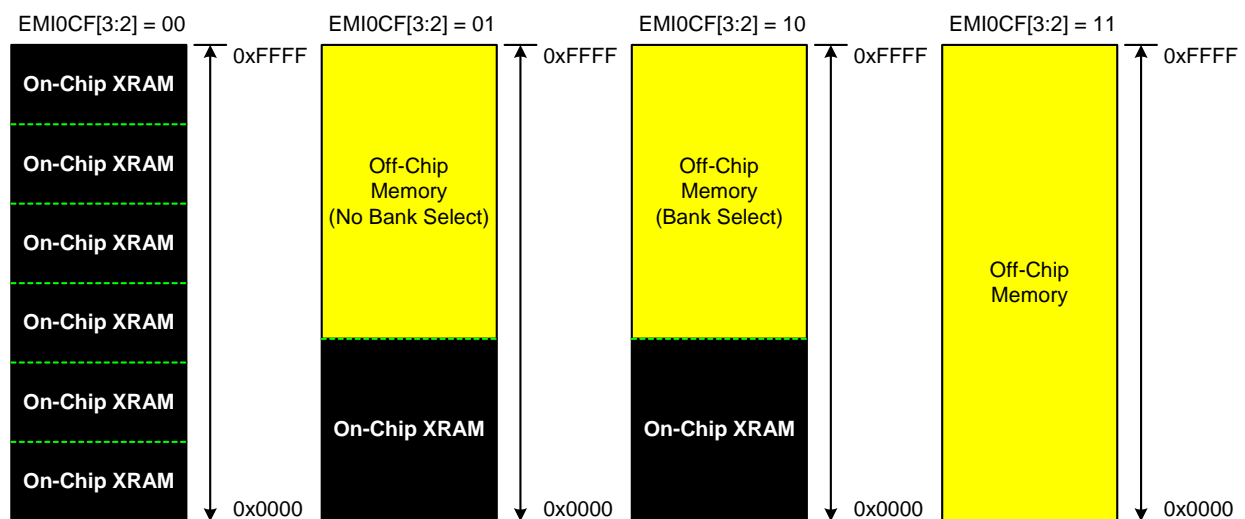 EMI0CF[3:2] = 00
0xFFFF
On-Chip XRAM
On-Chip XRAM
On-Chip XRAM
On-Chip XRAM
On-Chip XRAM
On-Chip XRAM
0x0000
EMI0CF[3:2] = 01
0xFFFF
Off-Chip
Memory
(No Bank Select)
On-Chip XRAM
0x0000
EMI0CF[3:2] = 10
0xFFFF
Off-Chip
Memory
(Bank Select)
On-Chip XRAM
0x0000
EMI0CF[3:2] = 11
0xFFFF
Off-Chip
Memory
0x0000